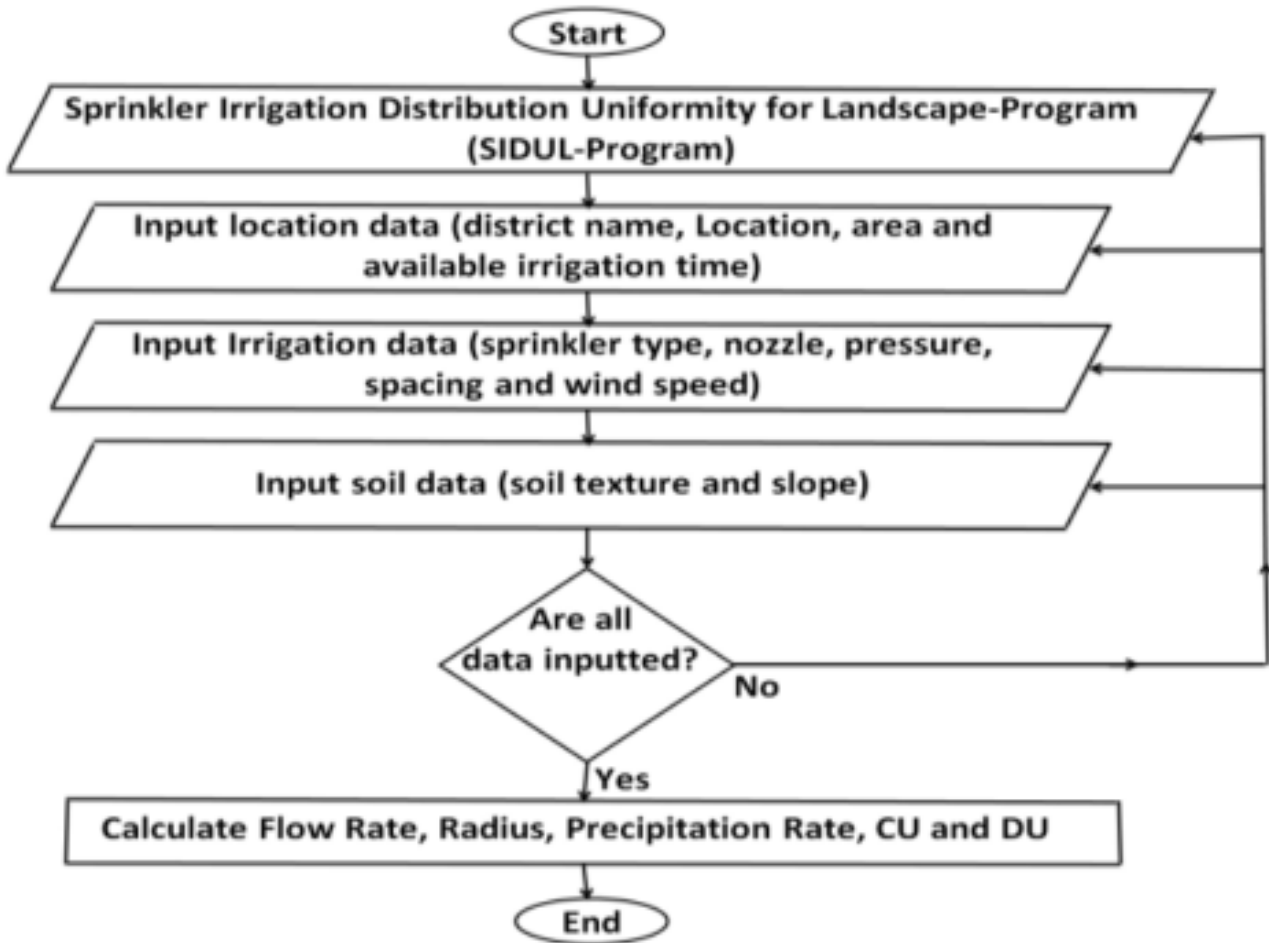 Start
Sprinkler Irrigation Distribution Uniformity for Landscape-Program
(SIDUL-Program)
Input location data (district name, Location, area and
available irrigation time)
Input Irrigation data (sprinkler type, nozzle, pressure,
spacing and wind speed)
Input soil data (soil texture and slope)
Are all
data inputted?
No
Yes
Calculate Flow Rate, Radius, Precipitation Rate, CU and DU
End